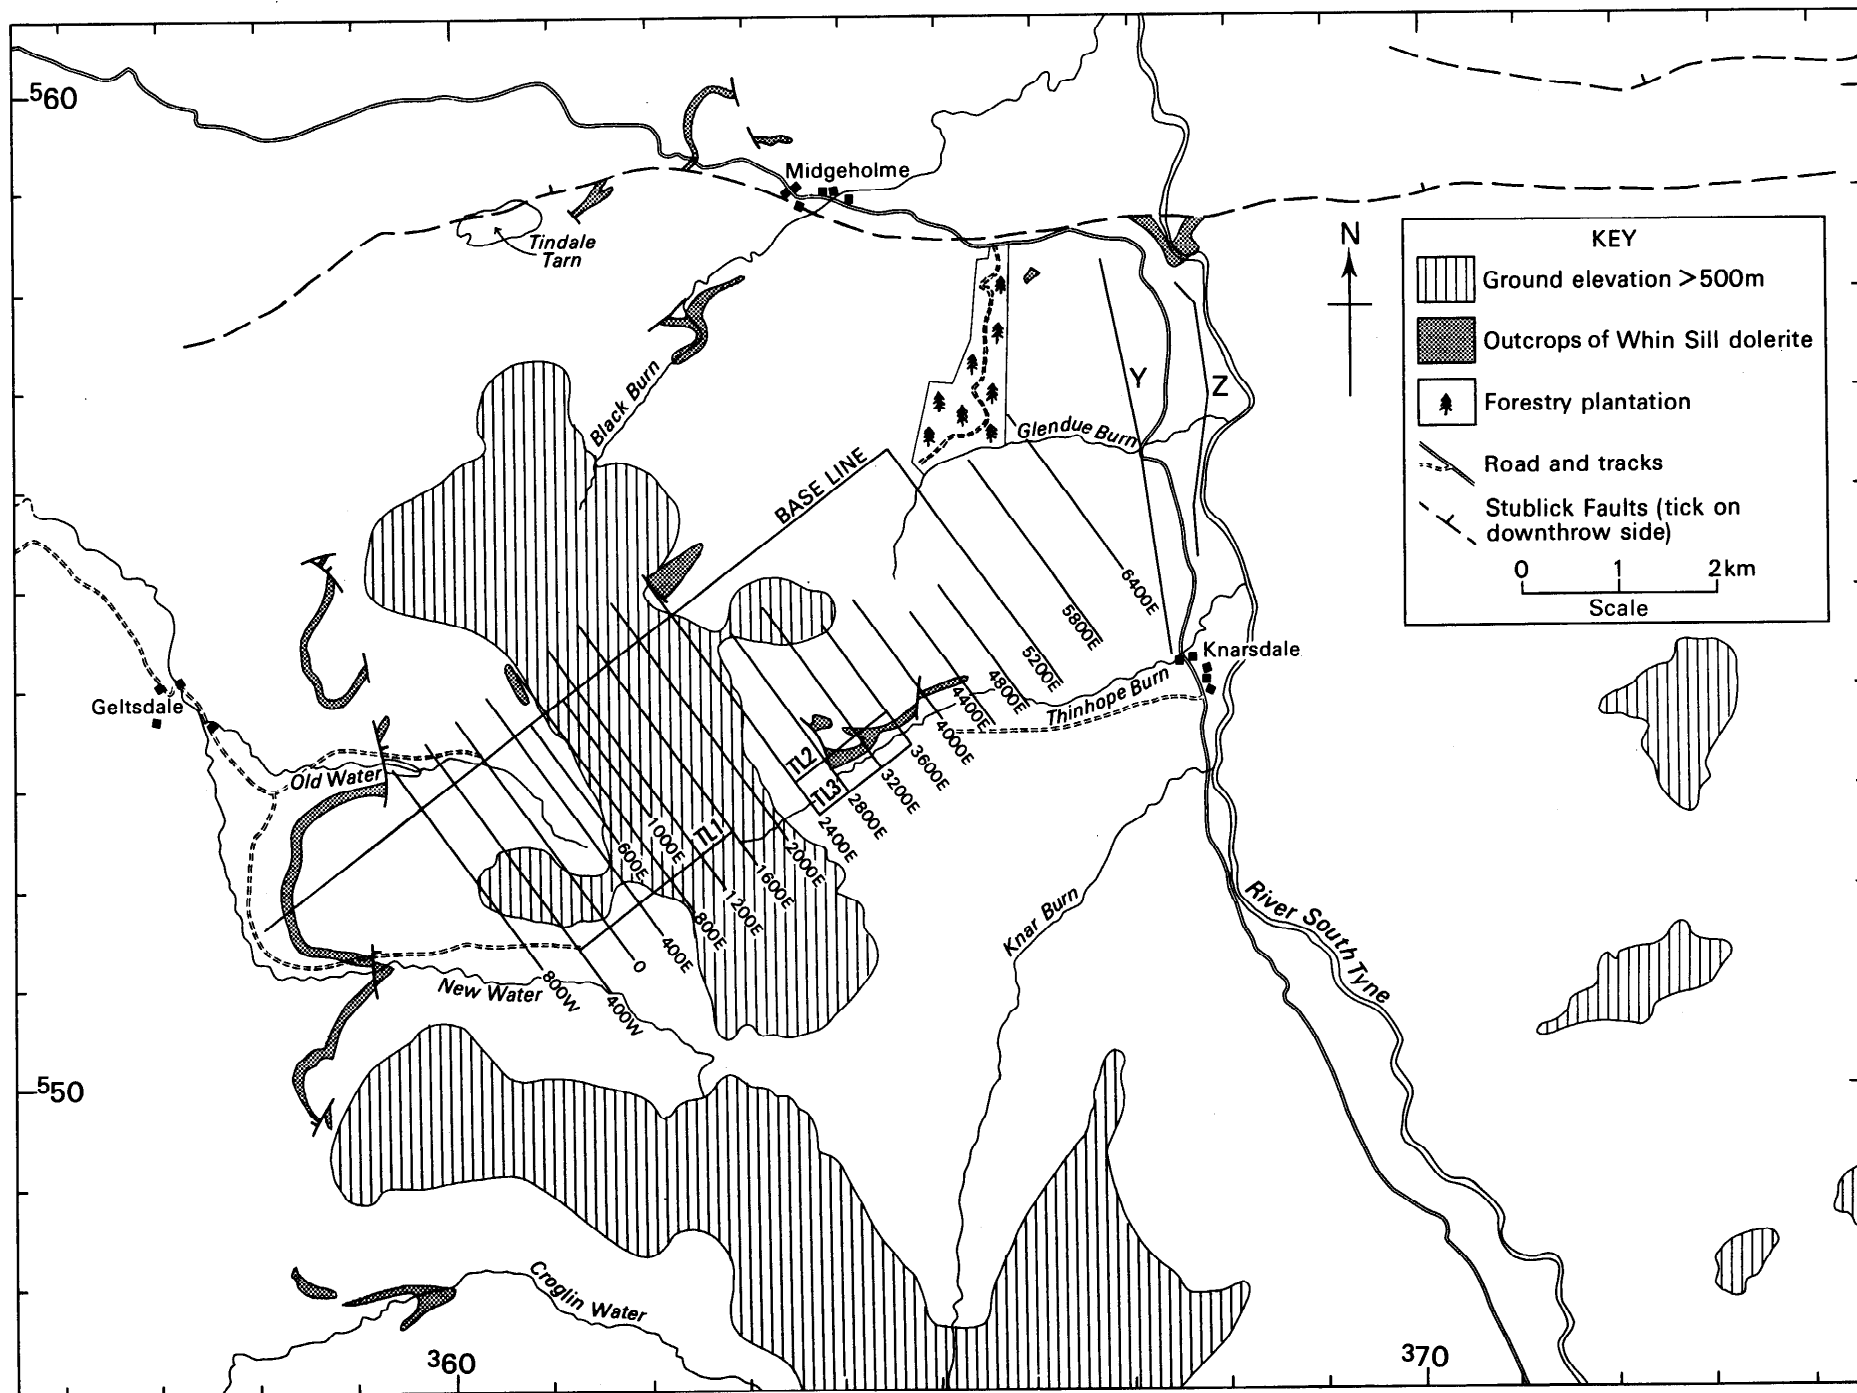 560
Midgeholme
Tindale
Tarn
N
KEY
Ground elevation >500m
Outcrops of Whin Sill dolerite
Forestry plantation
Road and tracks
Stublick Faults (tick on
downthrow side)
0 1 2km
Scale
Black Burn
Y
Z
Glendue Burn
BASE LINE
6400E
5800E
5200E
4800E
4400E
4000E
3600E
3200E
2800E
2400E
2000E
1600E
1200E
1000E
800E
600E
400E
0
400W
800W
TL1
TL2
TL3
Knarsdale
Thinhope Burn
Geltsdale
Old Water
New Water
Knar Burn
River South Tyne
550
Croglin Water
360
370